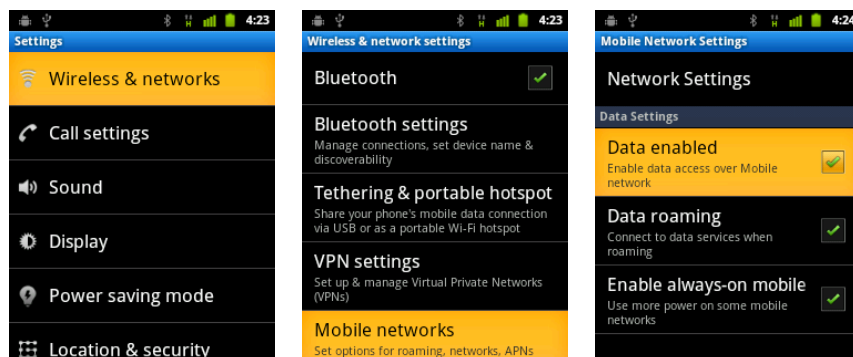 4:23
Settings
Wireless & networks
Call settings
Sound
Display
Power saving mode
Location & security
H
4:23
Wireless & network settings
Bluetooth
Bluetooth settings
Manage connections, set device name &
discoverability
Tethering & portable hotspot
Share your phone's mobile data connection
via USB or as a portable Wi-Fi hotspot
VPN settings
Set up & manage Virtual Private Networks
(VPNs)
Mobile networks
Set options for roaming, networks, APNs
H
4:24
Mobile Network Settings
Network Settings
Data Settings
Data enabled
Enable data access over Mobile
network
Data roaming
Connect to data services when
roaming
Enable always-on mobile
Use more power on some mobile
networks